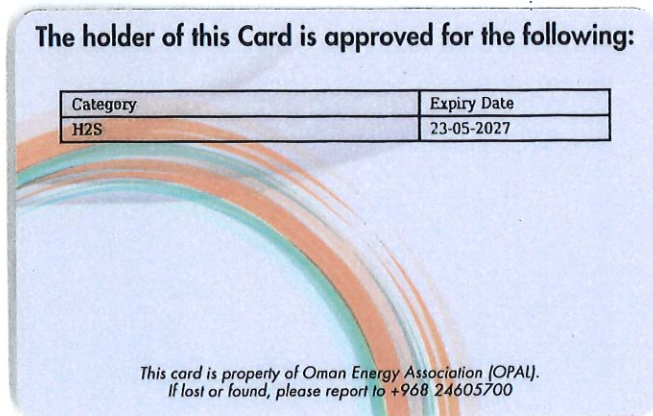 The holder of this Card is approved for the following:
Category Expiry Date
H2S 23-05-2027
This card is property of Oman Energy Association (OPAL).
If lost or found, please report to +968 24605700